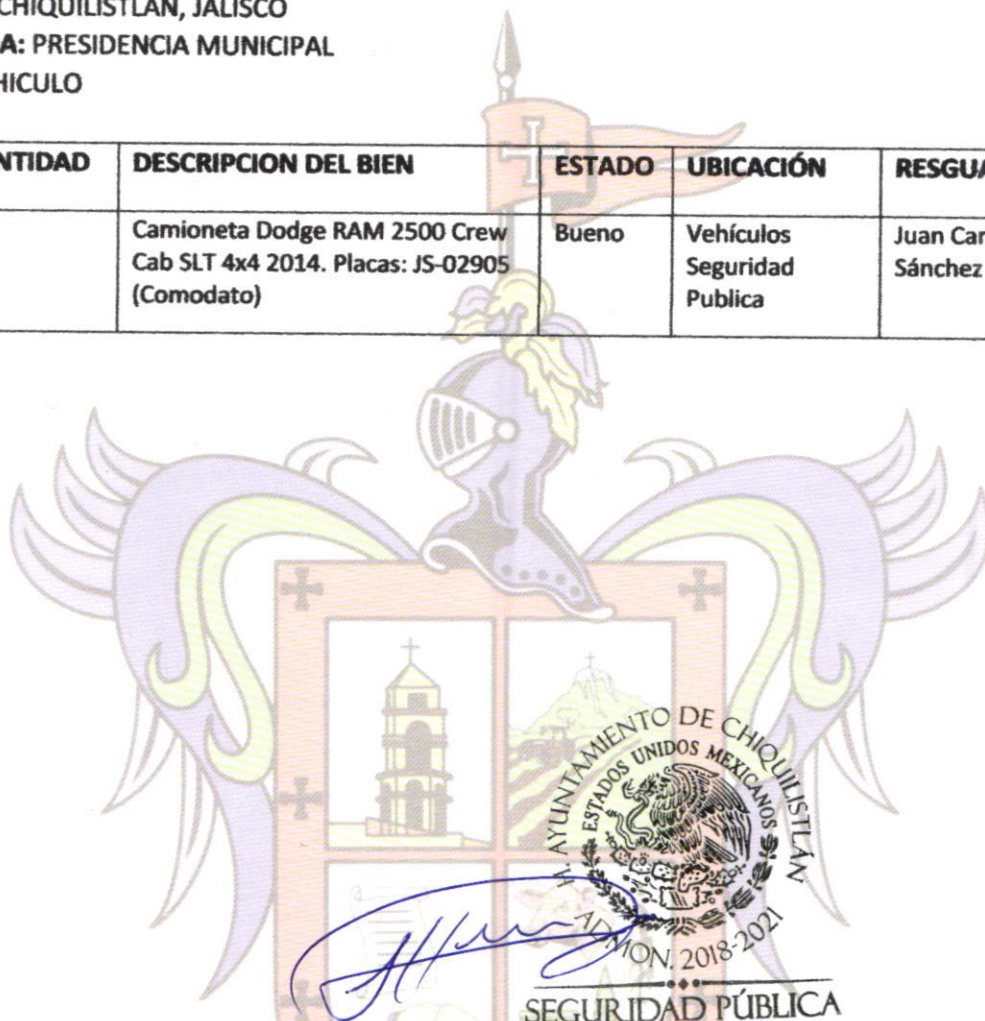 CHIQUILISTLAN, JALISCO
A: PRESIDENCIA MUNICIPAL
HICULO
NTIDAD DESCRIPCION DEL BIEN ESTADO UBICACIÓN RESGUA
Camioneta Dodge RAM 2500 Crew Cab SLT 4x4 2014. Placas: JS-02905 (Comodato)
Bueno
Vehículos Seguridad Publica
Juan Car Sánchez
H. AYUNTAMIENTO DE CHIQUILISTLÁN,
ESTADOS UNIDOS MEXICANOS
ADMON. 2018-2021
SEGURIDAD PÚBLICA